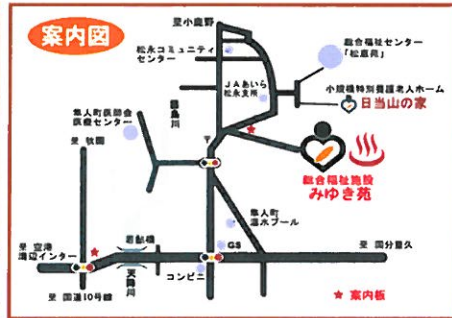 案内図
至小鹿野
松永コミュニティ
センター
総合福祉センター
「松寿苑」
JAあいら
松永支所
小規模特別養護老人ホーム
日当山の家
隼人町医師会
医療センター
霧島川
〒
至 牧園
総合福祉施設
みゆき苑
隼人町
温水プール
至 空港
溝辺インター
天降川
GS
コンビニ
至 国分重久
至 国道10号線
★ 案内板